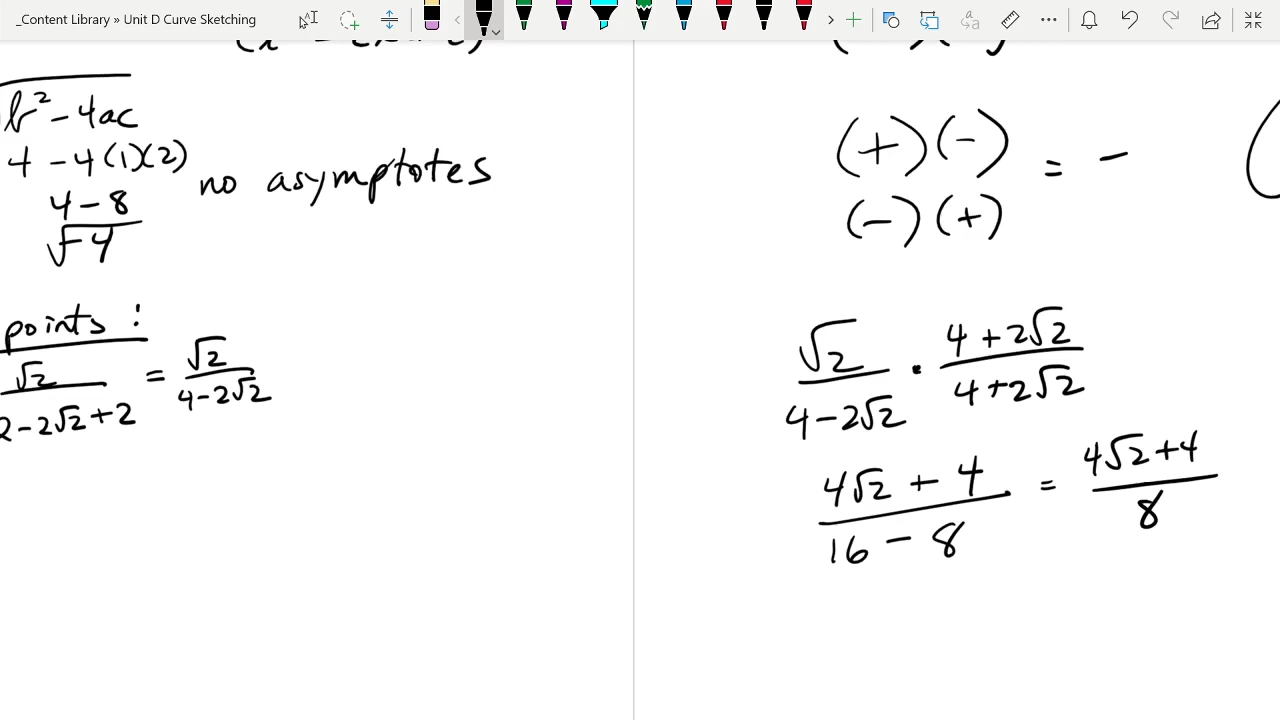 _Content Library » Unit D Curve Sketching
b² - 4ac
4 - 4(1)(2)
4 - 8
√-4
no asymptotes
points :
√2 / 2-2√2+2 = √2 / 4-2√2
(+)(-) / (-)(+) = -
√2 / 4-2√2 · 4+2√2 / 4+2√2
4√2 + 4 / 16 - 8 = 4√2+4 / 8